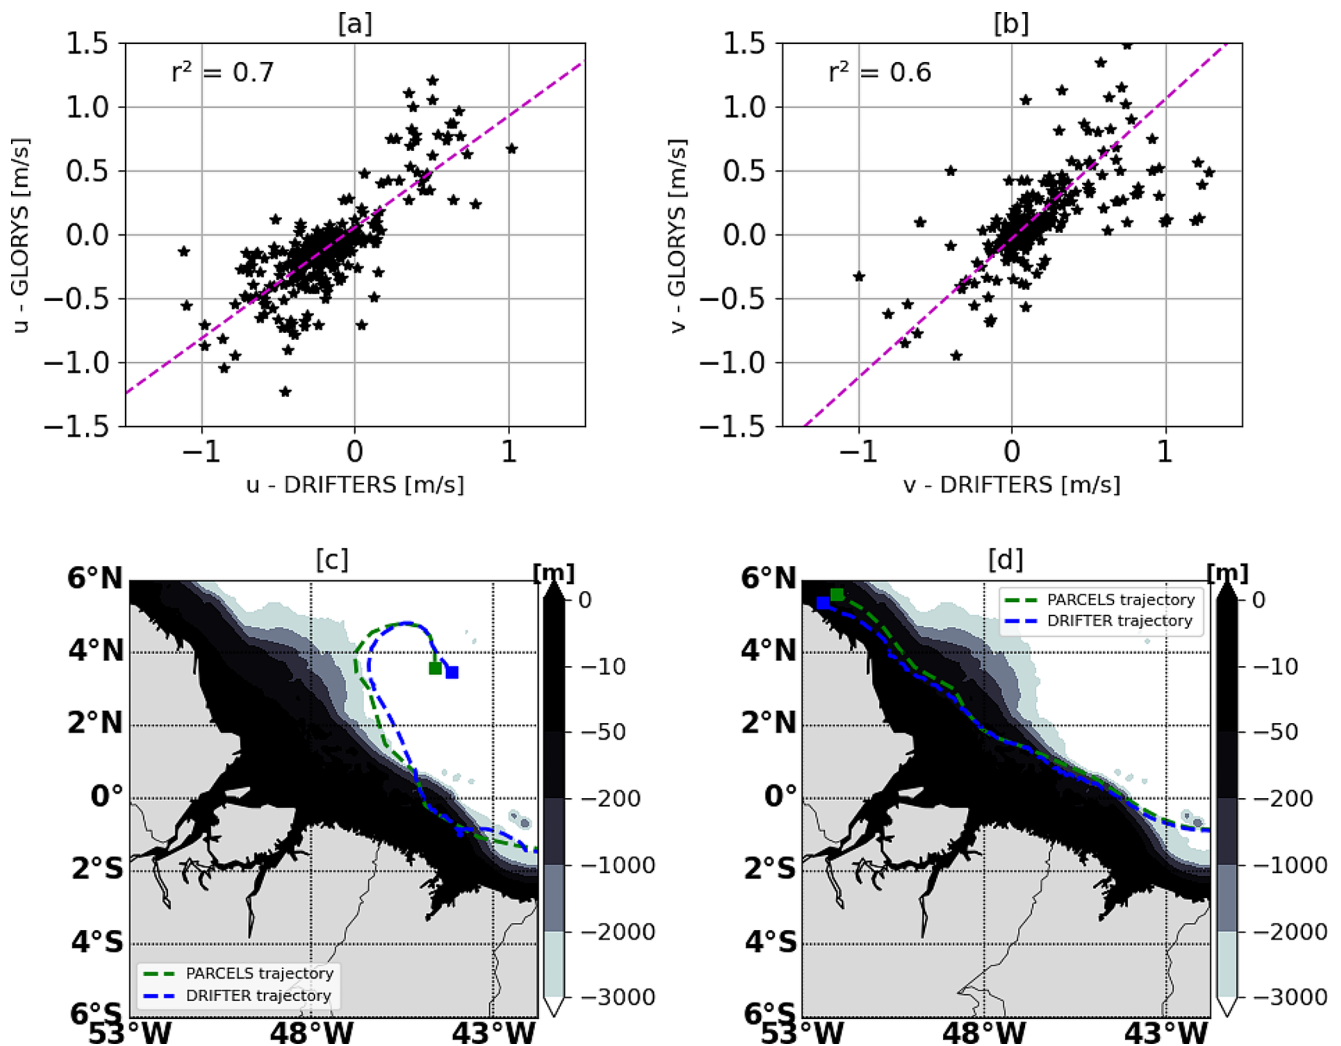 [a]
r² = 0.7
1.5
1.0
0.5
0.0
−0.5
−1.0
−1.5
u - GLORYS [m/s]
−1 0 1
u - DRIFTERS [m/s]
[b]
r² = 0.6
1.5
1.0
0.5
0.0
−0.5
−1.0
−1.5
v - GLORYS [m/s]
−1 0 1
v - DRIFTERS [m/s]
[c]
6°N
4°N
2°N
0°
2°S
4°S
6°S
53°W 48°W 43°W
PARCELS trajectory
DRIFTER trajectory
[m]
0
−10
−50
−200
−1000
−2000
−3000
[d]
6°N
4°N
2°N
0°
2°S
4°S
6°S
53°W 48°W 43°W
PARCELS trajectory
DRIFTER trajectory
[m]
0
−10
−50
−200
−1000
−2000
−3000